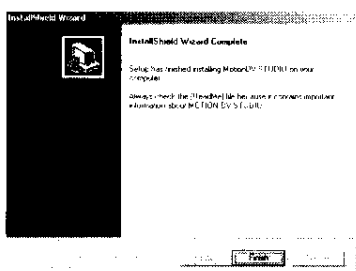 InstallShield Wizard
InstallShield Wizard Complete
Setup has finished installing MotionDV STUDIO on your
computer.
Always check the [ReadMe] file because it contains important
information about MOTION DV STUDIO.
Finish